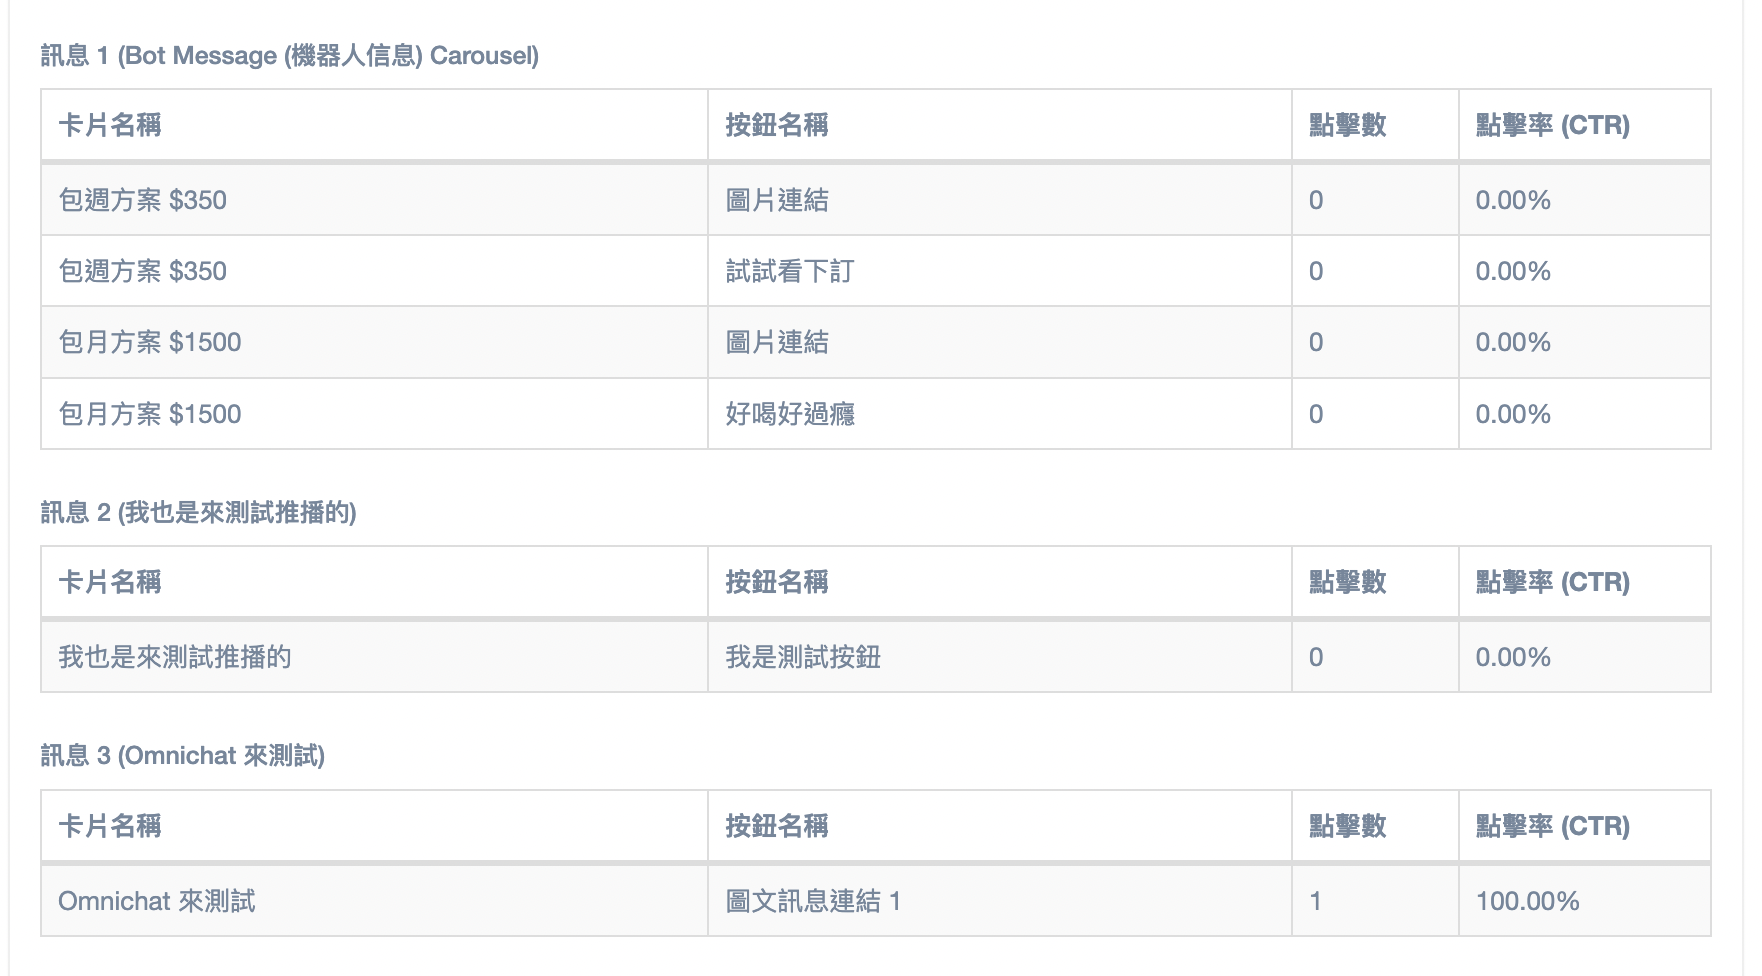 訊息 1 (Bot Message (機器人信息) Carousel)
卡片名稱 按鈕名稱 點擊數 點擊率 (CTR)
包週方案 $350 圖片連結 0 0.00%
包週方案 $350 試試看下訂 0 0.00%
包月方案 $1500 圖片連結 0 0.00%
包月方案 $1500 好喝好過癮 0 0.00%
訊息 2 (我也是來測試推播的)
卡片名稱 按鈕名稱 點擊數 點擊率 (CTR)
我也是來測試推播的 我是測試按鈕 0 0.00%
訊息 3 (Omnichat 來測試)
卡片名稱 按鈕名稱 點擊數 點擊率 (CTR)
Omnichat 來測試 圖文訊息連結 1 1 100.00%